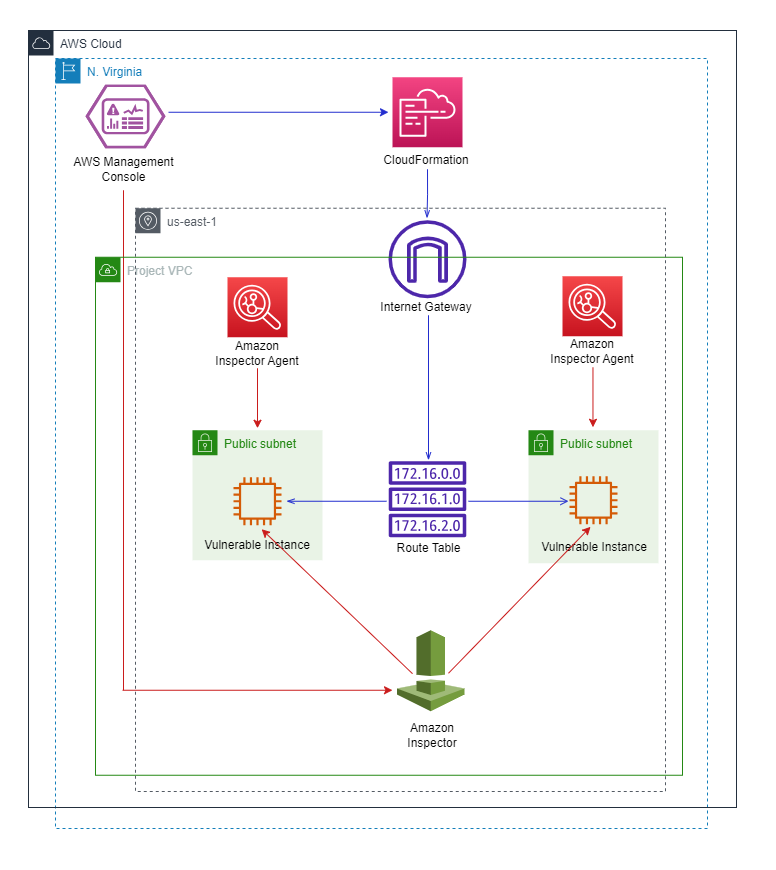 AWS Cloud
N. Virginia
AWS Management
Console
CloudFormation
us-east-1
Project VPC
Internet Gateway
Amazon
Inspector Agent
Amazon
Inspector Agent
Public subnet
Public subnet
172.16.0.0
172.16.1.0
172.16.2.0
Route Table
Vulnerable Instance
Vulnerable Instance
Amazon
Inspector